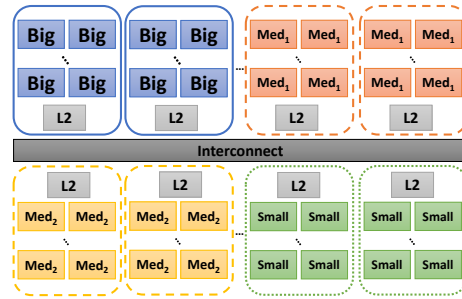 Big Big Big Big Med₁ Med₁ Med₁ Med₁
... 
Big Big Big Big Med₁ Med₁ Med₁ Med₁
L2 L2 L2 L2
Interconnect
L2 L2 L2 L2
Med₂ Med₂ Med₂ Med₂ Small Small Small Small
...
Med₂ Med₂ Med₂ Med₂ Small Small Small Small